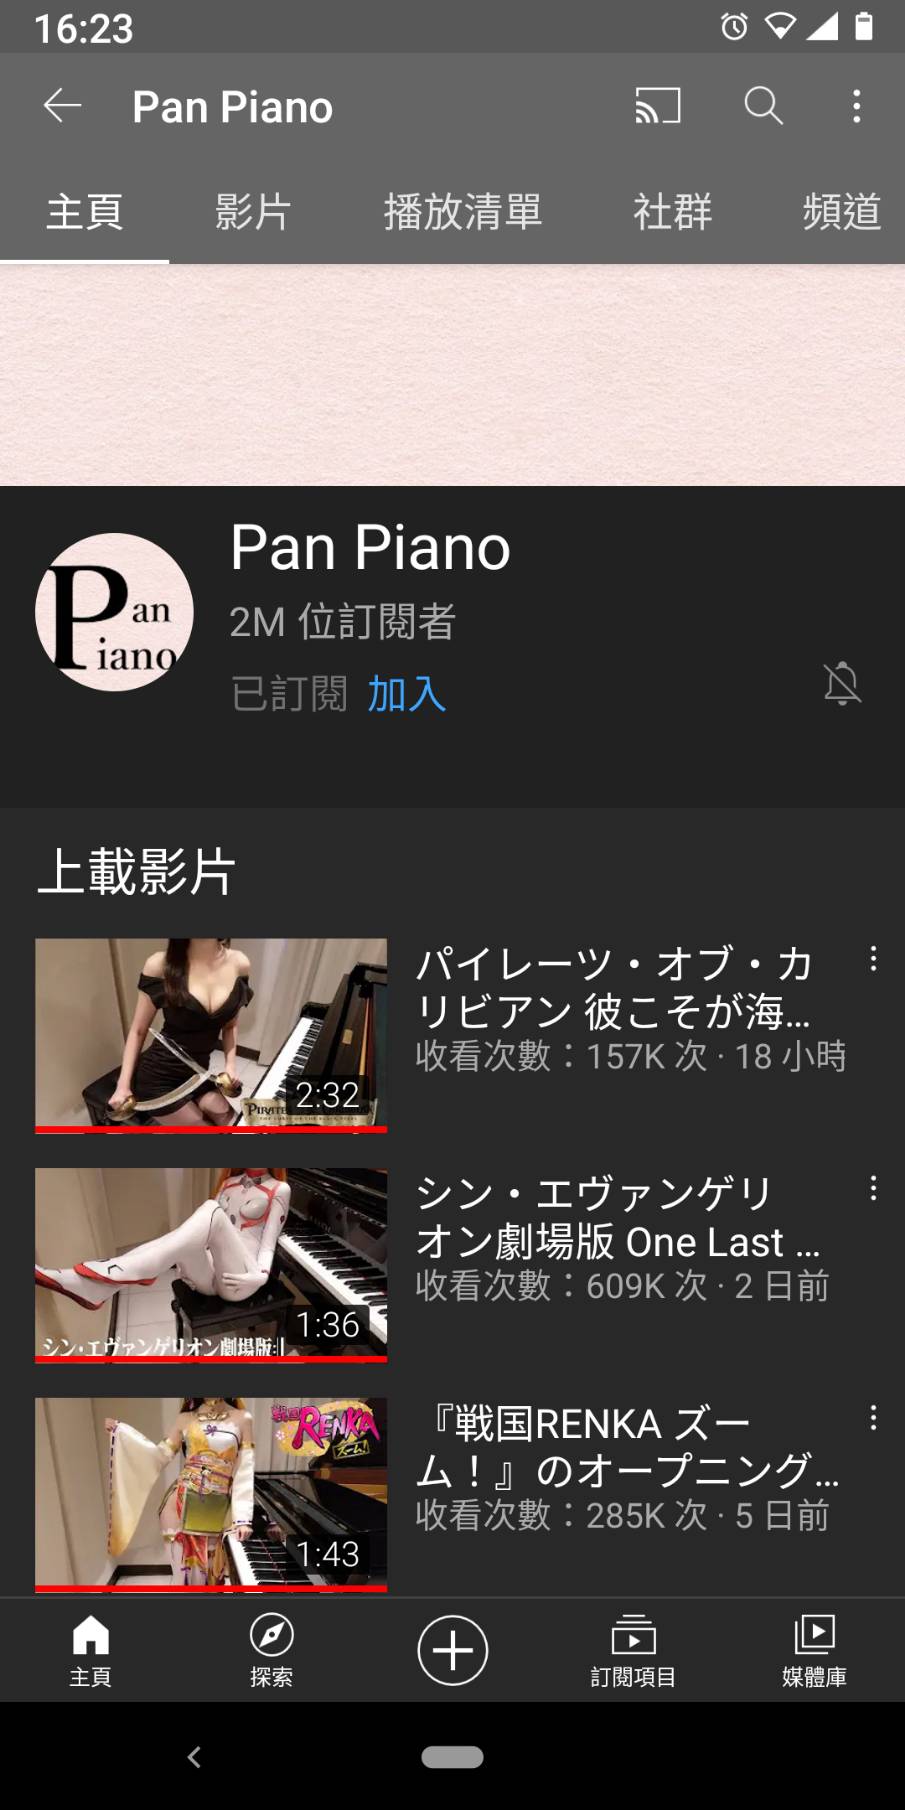 16:23
Pan Piano
主頁 影片 播放清單 社群 頻道
Pan Piano
Pan
iano
2M 位訂閱者
已訂閱 加入
上載影片
パイレーツ・オブ・カ
リビアン 彼こそが海...
收看次數：157K 次 · 18 小時
2:32
シン・エヴァンゲリ
オン劇場版 One Last ...
收看次數：609K 次 · 2 日前
1:36
シン・エヴァンゲリオン劇場版:||
『戦国RENKA ズー
ム！』のオープニング...
收看次數：285K 次 · 5 日前
戦国 RENKA
ズーム!
1:43
主頁 探索 訂閱項目 媒體庫